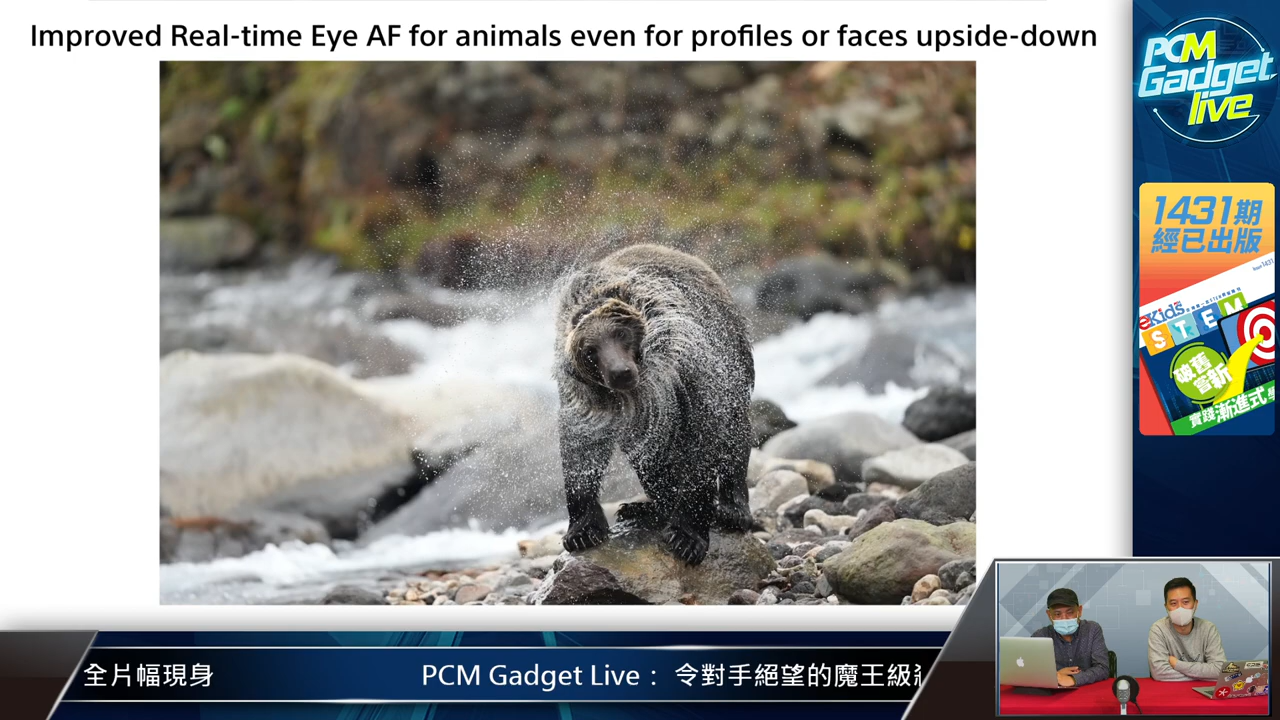 Improved Real-time Eye AF for animals even for profiles or faces upside-down
PCM
Gadget
live
1431期
經已出版
eKids
STEM
破舊
實踐漸進式
全片幅現身
PCM Gadget Live： 令對手絕望的魔王級